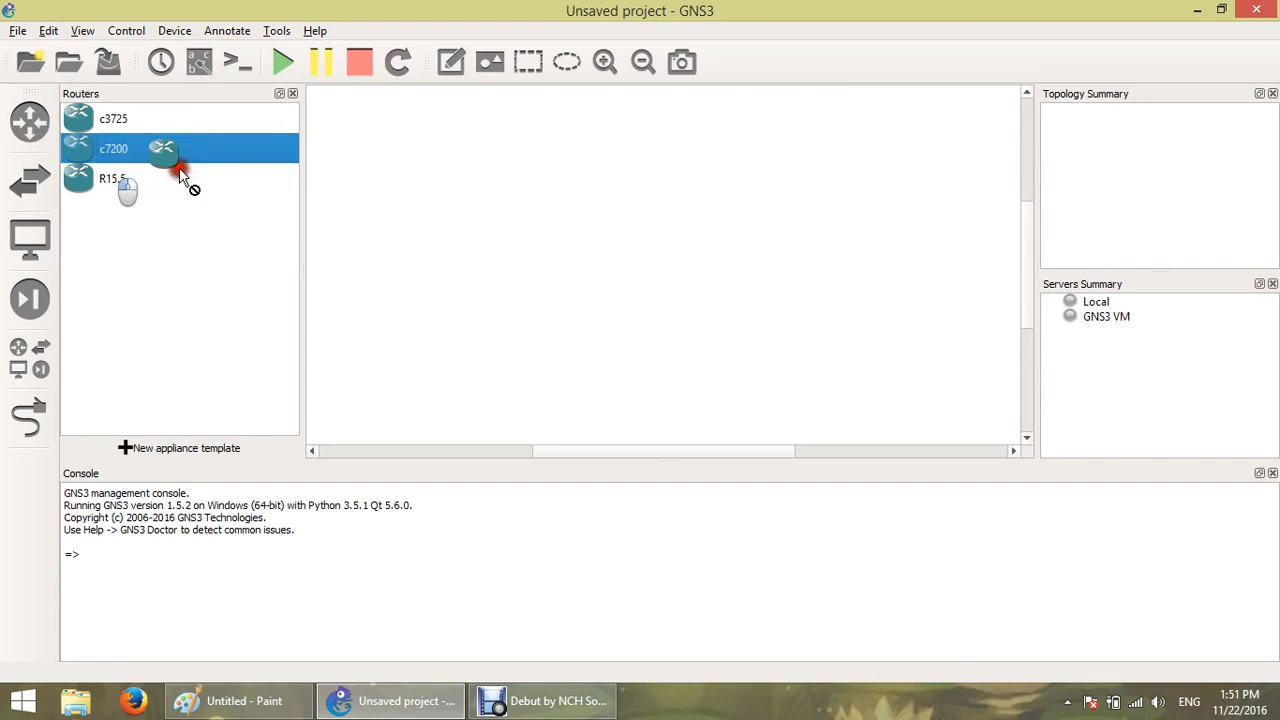 Unsaved project - GNS3
File Edit View Control Device Annotate Tools Help
Routers
c3725
c7200
R15.5
New appliance template
Topology Summary
Servers Summary
Local
GNS3 VM
Console
GNS3 management console.
Running GNS3 version 1.5.2 on Windows (64-bit) with Python 3.5.1 Qt 5.6.0.
Copyright (c) 2006-2016 GNS3 Technologies.
Use Help -> GNS3 Doctor to detect common issues.
=>
Untitled - Paint
Unsaved project -...
Debut by NCH So...
ENG
1:51 PM
11/22/2016